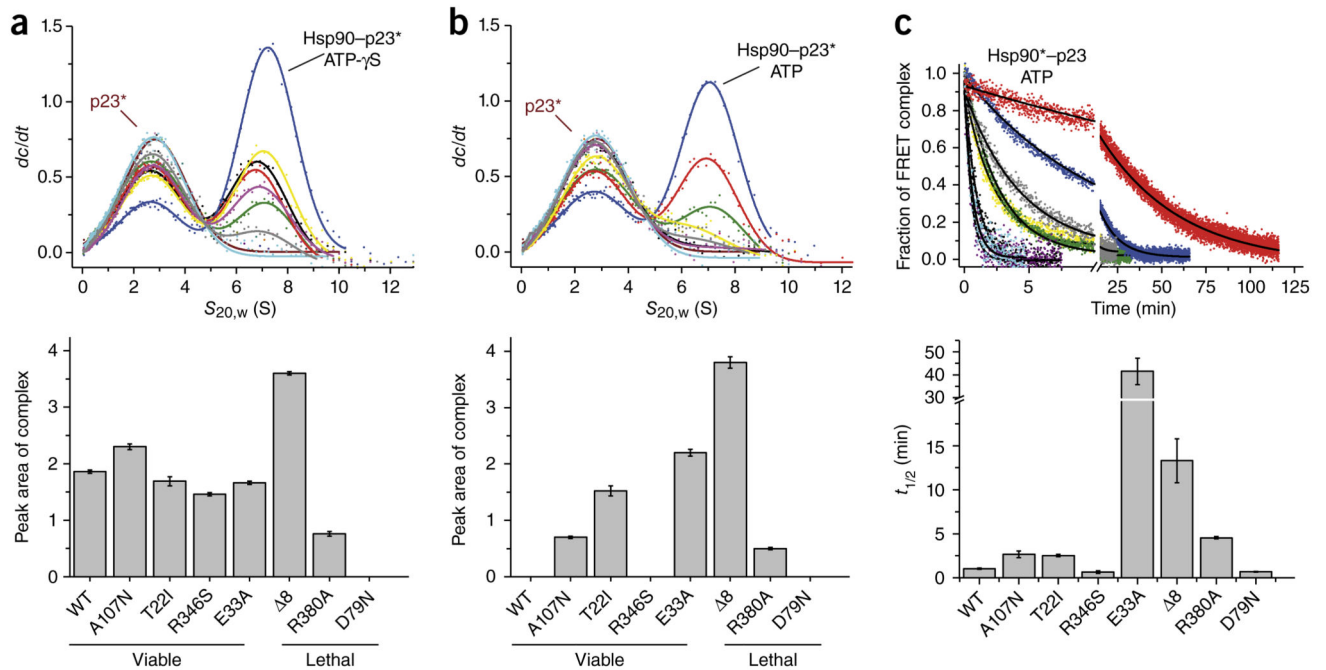 a
Hsp90–p23*
ATP-γS
p23*
dc/dt
1.5
1.0
0.5
0.0
0 2 4 6 8 10 12
S20,w (S)
Peak area of complex
4
3
2
1
0
WT A107N T22I R346S E33A Δ8 R380A D79N
Viable Lethal
b
Hsp90–p23*
ATP
p23*
dc/dt
1.5
1.0
0.5
0.0
0 2 4 6 8 10 12
S20,w (S)
Peak area of complex
4
3
2
1
0
WT A107N T22I R346S E33A Δ8 R380A D79N
Viable Lethal
c
Hsp90*–p23
ATP
Fraction of FRET complex
1.0
0.8
0.6
0.4
0.2
0.0
0 5 25 50 75 100 125
Time (min)
t1/2 (min)
50
40
30
15
10
5
0
WT A107N T22I R346S E33A Δ8 R380A D79N